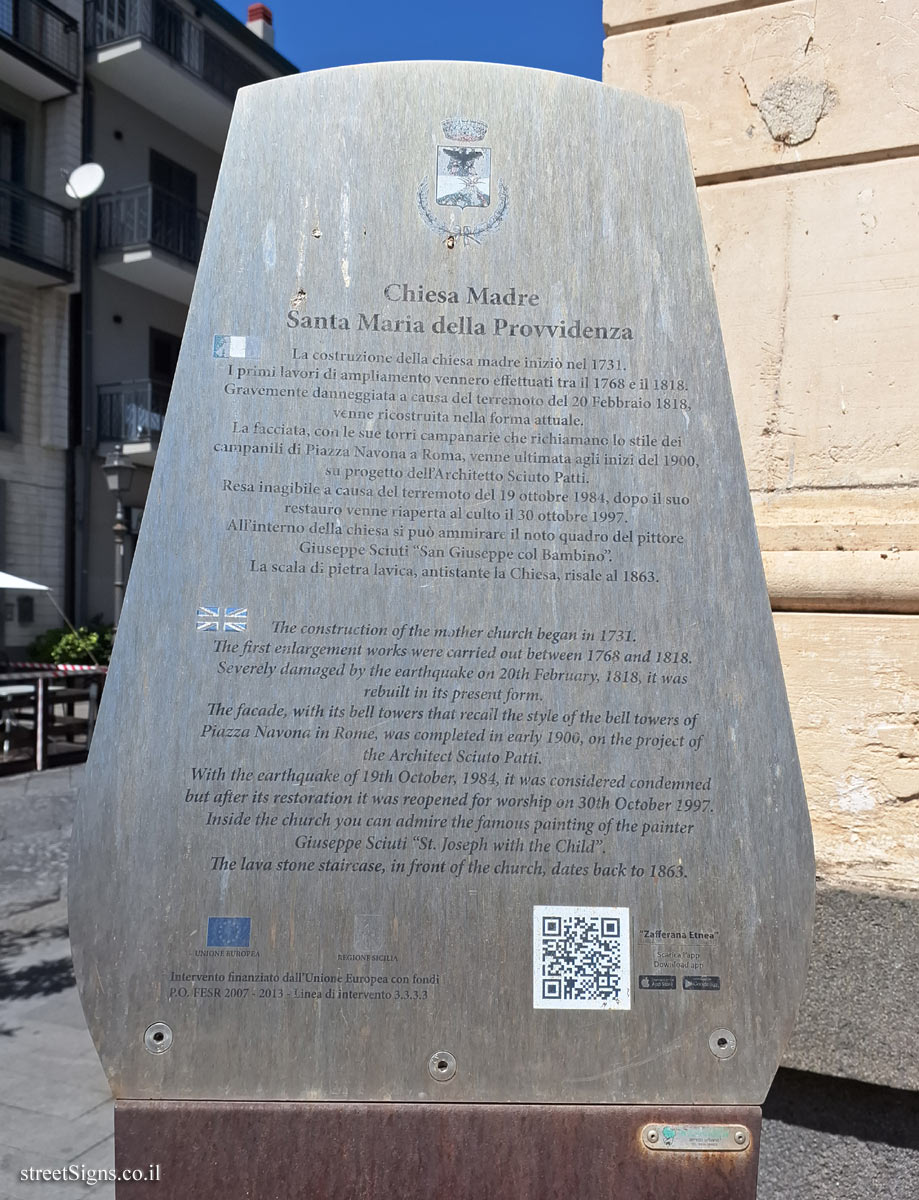 Chiesa Madre
Santa Maria della Provvidenza
La costruzione della chiesa madre iniziò nel 1731.
I primi lavori di ampliamento vennero effettuati tra il 1768 e il 1818.
Gravemente danneggiata a causa del terremoto del 20 Febbraio 1818,
venne ricostruita nella forma attuale.
La facciata, con le sue torri campanarie che richiamano lo stile dei
campanili di Piazza Navona a Roma, venne ultimata agli inizi del 1900,
su progetto dell'Architetto Sciuto Patti.
Resa inagibile a causa del terremoto del 19 ottobre 1984, dopo il suo
restauro venne riaperta al culto il 30 ottobre 1997.
All'interno della chiesa si può ammirare il noto quadro del pittore
Giuseppe Sciuti "San Giuseppe col Bambino".
La scala di pietra lavica, antistante la Chiesa, risale al 1863.
The construction of the mother church began in 1731.
The first enlargement works were carried out between 1768 and 1818.
Severely damaged by the earthquake on 20th February, 1818, it was
rebuilt in its present form.
The facade, with its bell towers that recall the style of the bell towers of
Piazza Navona in Rome, was completed in early 1900, on the project of
the Architect Sciuto Patti.
With the earthquake of 19th October, 1984, it was considered condemned
but after its restoration it was reopened for worship on 30th October 1997.
Inside the church you can admire the famous painting of the painter
Giuseppe Sciuti "St. Joseph with the Child".
The lava stone staircase, in front of the church, dates back to 1863.
UNIONE EUROPEA
REGIONE SICILIA
Intervento finanziato dall'Unione Europea con fondi
P.O. FESR 2007 - 2013 - Linea di intervento 3.3.3.3
"Zafferana Etnea"
Scarica l'app
Download app
App Store
Google
streetSigns.co.il